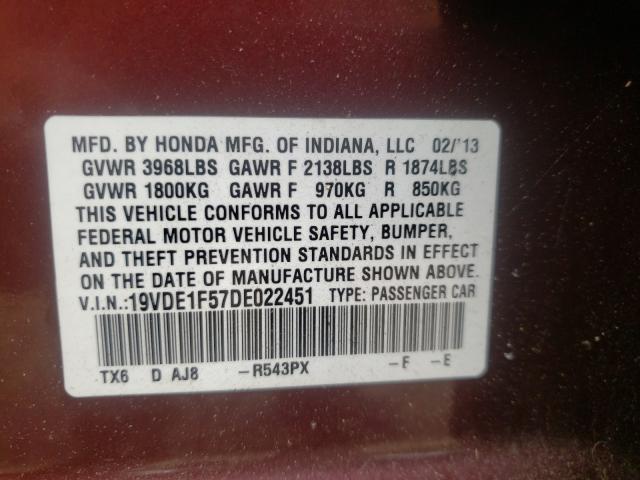 MFD. BY HONDA MFG. OF INDIANA, LLC 02/'13
GVWR 3968LBS GAWR F 2138LBS R 1874LBS
GVWR 1800KG GAWR F 970KG R 850KG
THIS VEHICLE CONFORMS TO ALL APPLICABLE
FEDERAL MOTOR VEHICLE SAFETY, BUMPER,
AND THEFT PREVENTION STANDARDS IN EFFECT
ON THE DATE OF MANUFACTURE SHOWN ABOVE.
V.I.N.:19VDE1F57DE022451 TYPE: PASSENGER CAR
TX6 D AJ8 -R543PX -F -E